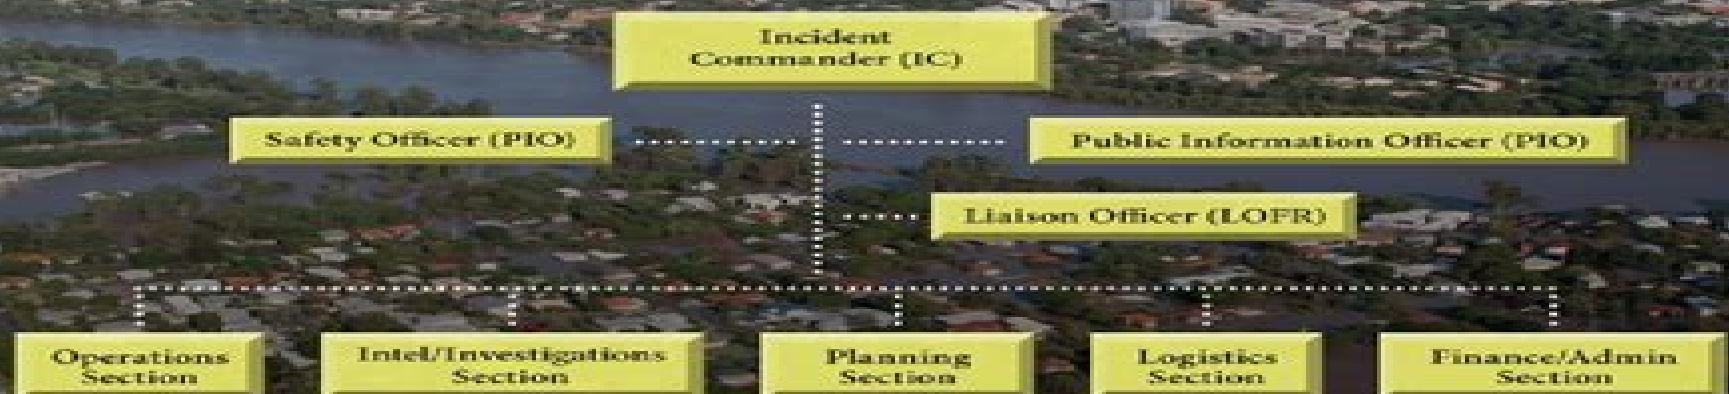 Incident
Commander (IC)
Safety Officer (PIO)
Public Information Officer (PIO)
Liaison Officer (LOFR)
Operations
Section
Intel/Investigations
Section
Planning
Section
Logistics
Section
Finance/Admin
Section